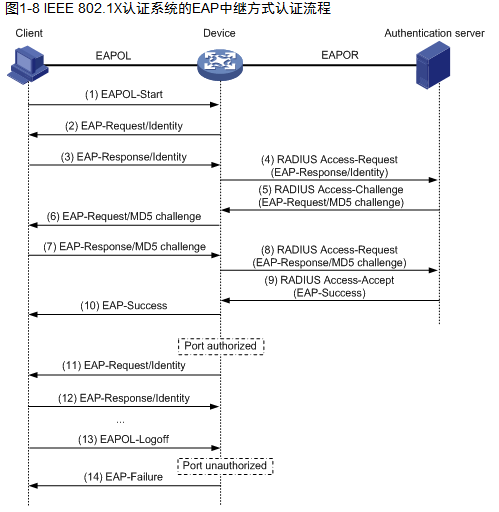 图1-8 IEEE 802.1X认证系统的EAP中继方式认证流程
Client
Device
Authentication server
EAPOL
EAPOR
(1) EAPOL-Start
(2) EAP-Request/Identity
(3) EAP-Response/Identity
(4) RADIUS Access-Request
(EAP-Response/Identity)
(5) RADIUS Access-Challenge
(EAP-Request/MD5 challenge)
(6) EAP-Request/MD5 challenge
(7) EAP-Response/MD5 challenge
(8) RADIUS Access-Request
(EAP-Response/MD5 challenge)
(9) RADIUS Access-Accept
(EAP-Success)
(10) EAP-Success
Port authorized
(11) EAP-Request/Identity
(12) EAP-Response/Identity
...
(13) EAPOL-Logoff
Port unauthorized
(14) EAP-Failure